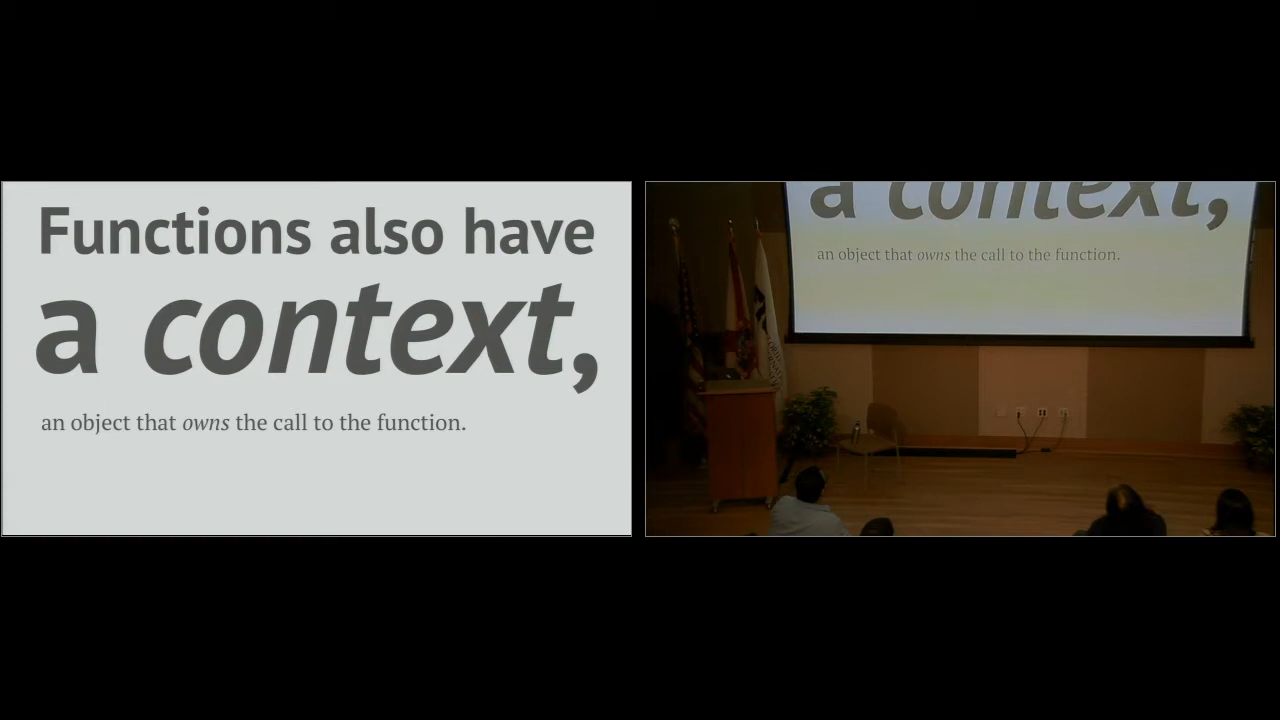 Functions also have
a context,
an object that owns the call to the function.
a context,
an object that owns the call to the function.